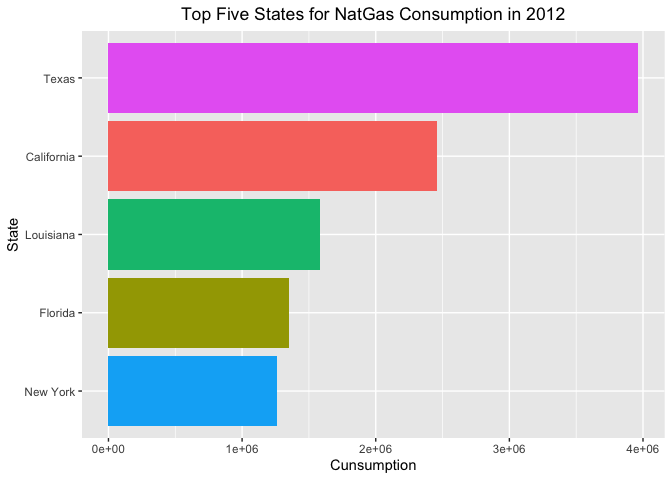 Top Five States for NatGas Consumption in 2012
Texas
California
Louisiana
Florida
New York
State
0e+00 1e+06 2e+06 3e+06 4e+06
Cunsumption